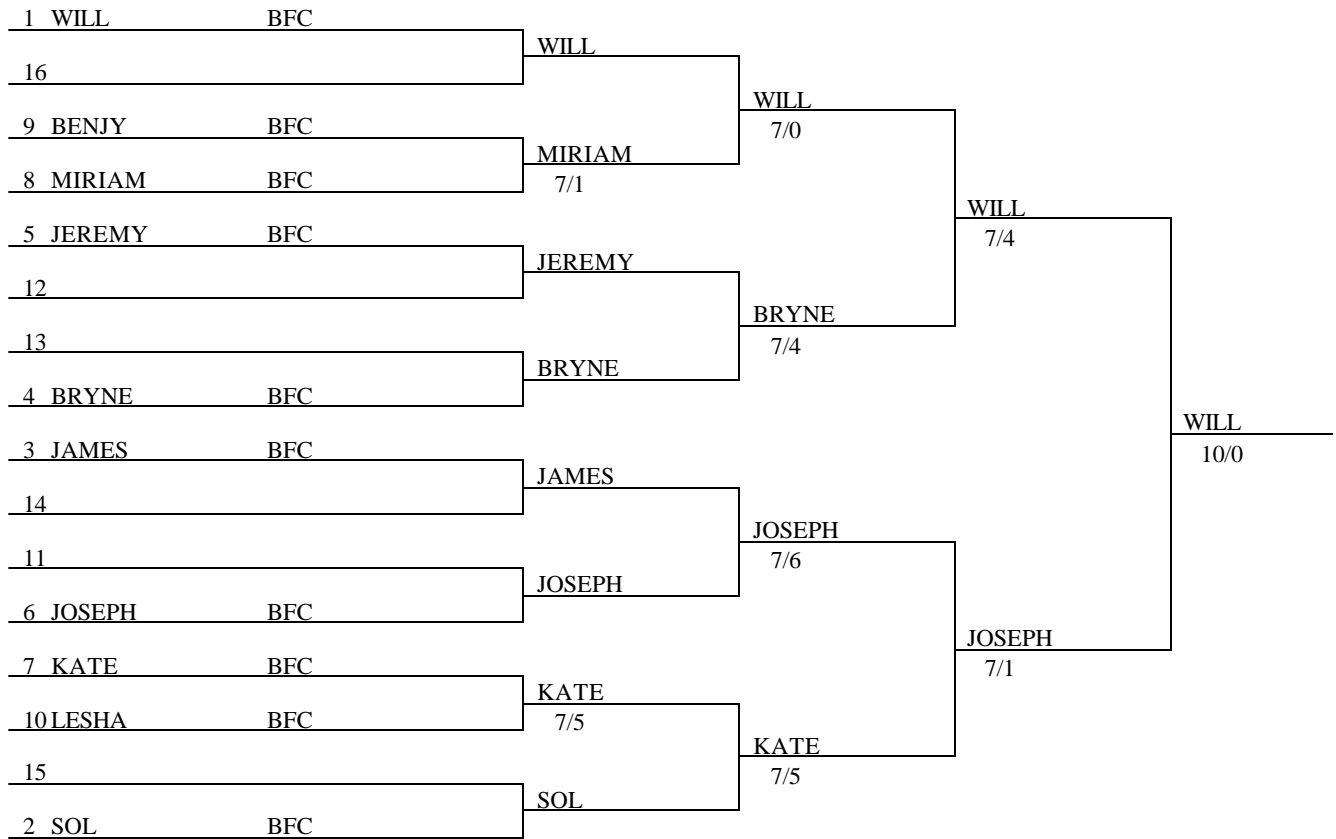 1 WILL BFC
16
9 BENJY BFC
8 MIRIAM BFC
5 JEREMY BFC
12
13
4 BRYNE BFC
3 JAMES BFC
14
11
6 JOSEPH BFC
7 KATE BFC
10 LESHA BFC
15
2 SOL BFC
WILL
MIRIAM
7/1
JEREMY
BRYNE
JAMES
JOSEPH
KATE
7/5
SOL
WILL
7/0
BRYNE
7/4
JOSEPH
7/6
KATE
7/5
WILL
7/4
JOSEPH
7/1
WILL
10/0